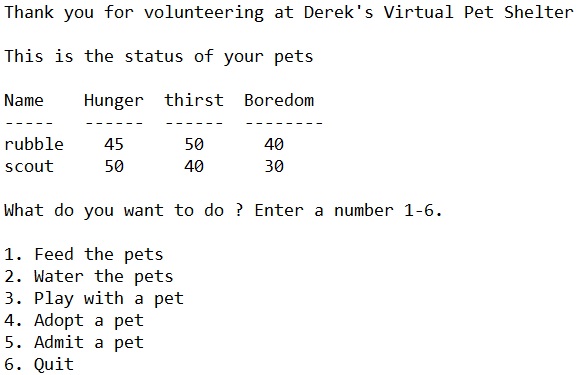 Thank you for volunteering at Derek's Virtual Pet Shelter
This is the status of your pets
Name Hunger thirst Boredom
----- ------ ------ --------
rubble 45 50 40
scout 50 40 30
What do you want to do ? Enter a number 1-6.
1. Feed the pets
2. Water the pets
3. Play with a pet
4. Adopt a pet
5. Admit a pet
6. Quit